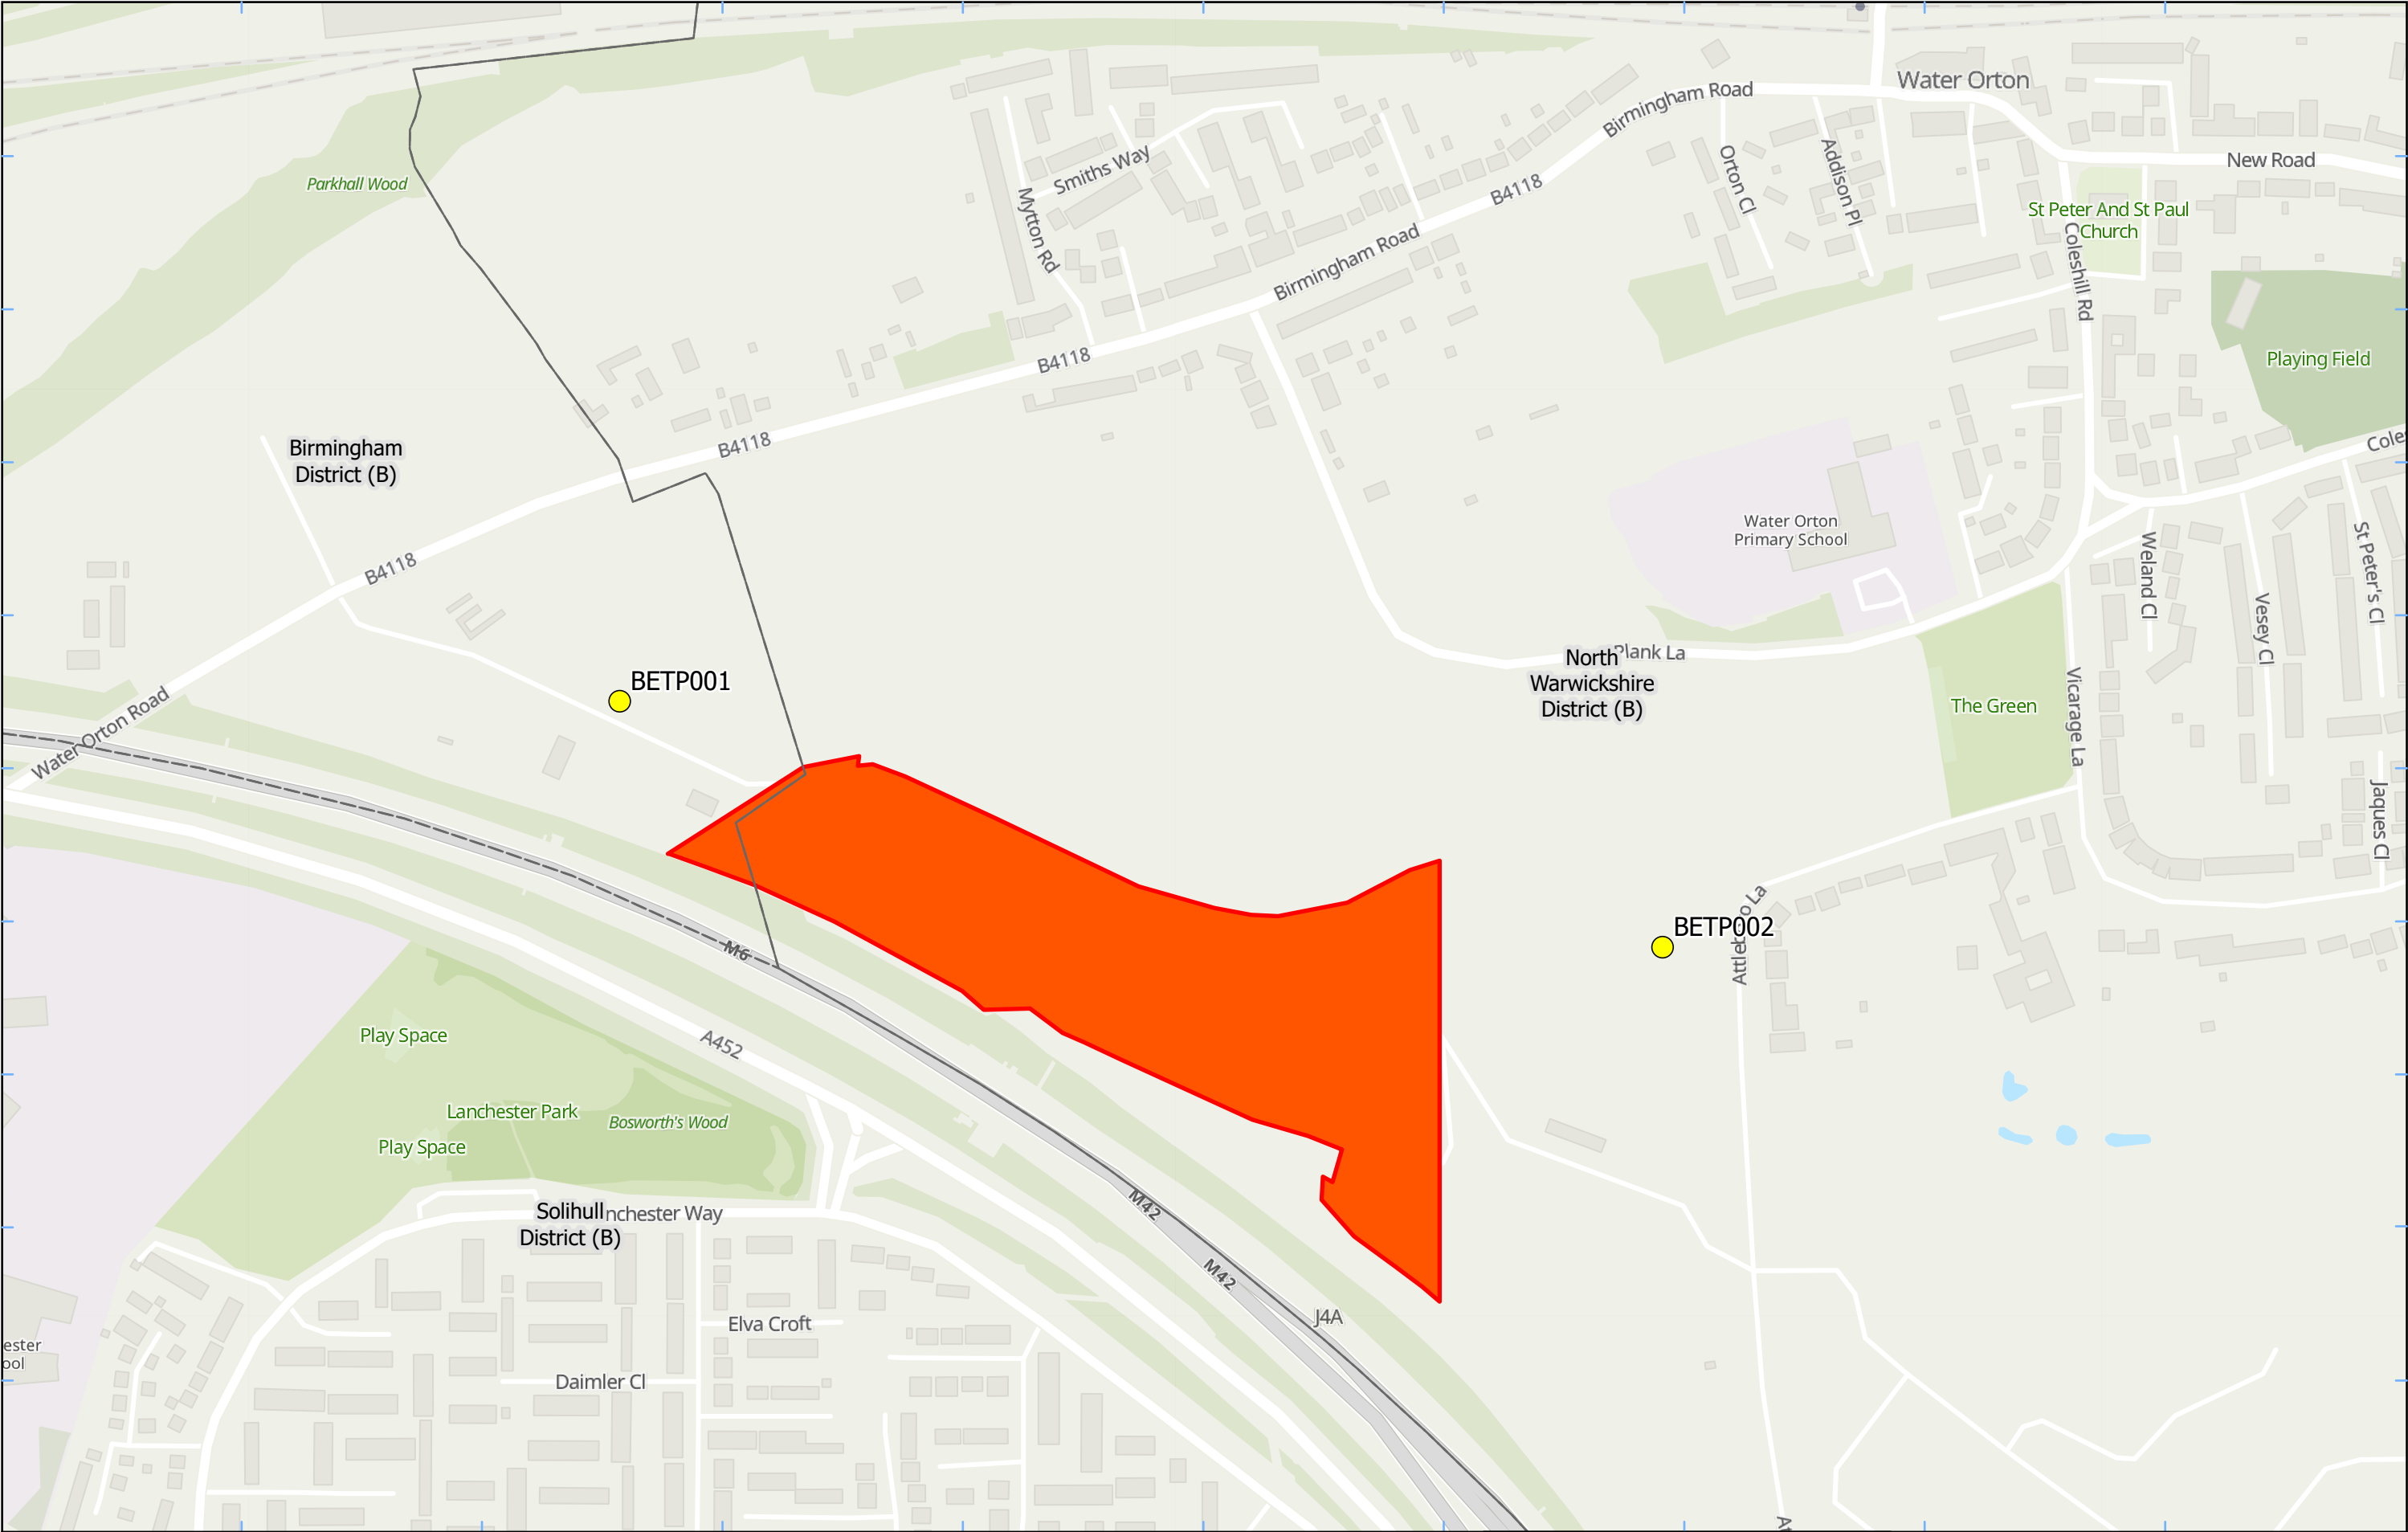 Water Orton
Birmingham Road
New Road
Smiths Way
Orton Cl
Addison Pl
Parkhall Wood
B4118
Mytton Rd
St Peter And St Paul
Church
Coleshill Rd
Birmingham Road
B4118
Playing Field
B4118
Birmingham
District (B)
Water Orton
Primary School
B4118
Weland Cl
St Peter's Cl
Vesey Cl
North
Warwickshire
District (B)
Plank La
BETP001
The Green
Vicarage La
Water Orton Road
Jaques Cl
BETP002
M6
Play Space
A452
Lanchester Park
Bosworth's Wood
Play Space
Solihull
District (B)
nchester Way
M42
M42
J4A
Elva Croft
Daimler Cl
ester
ool